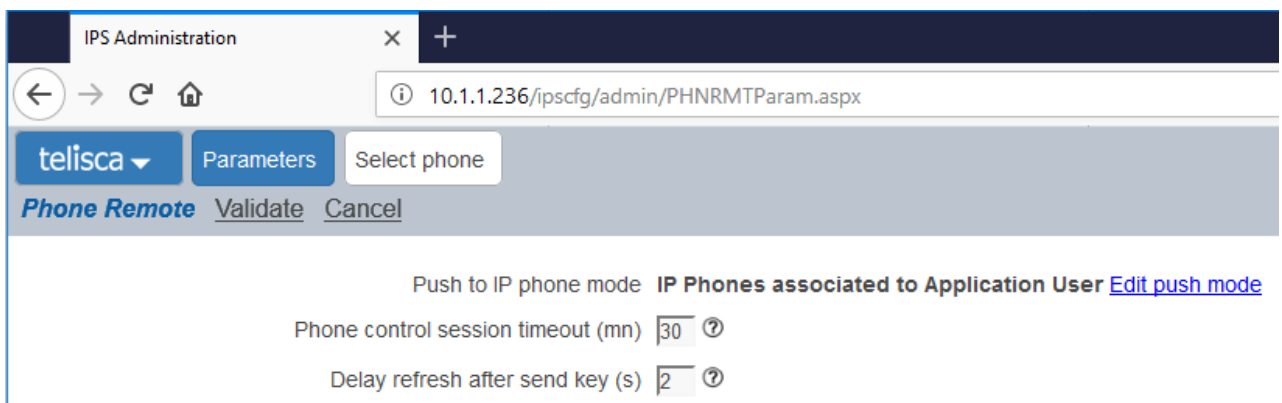 IPS Administration
10.1.1.236/ipscfg/admin/PHNRMTParam.aspx
telisca Parameters Select phone
Phone Remote Validate Cancel
Push to IP phone mode IP Phones associated to Application User Edit push mode
Phone control session timeout (mn) 30 ?
Delay refresh after send key (s) 2 ?